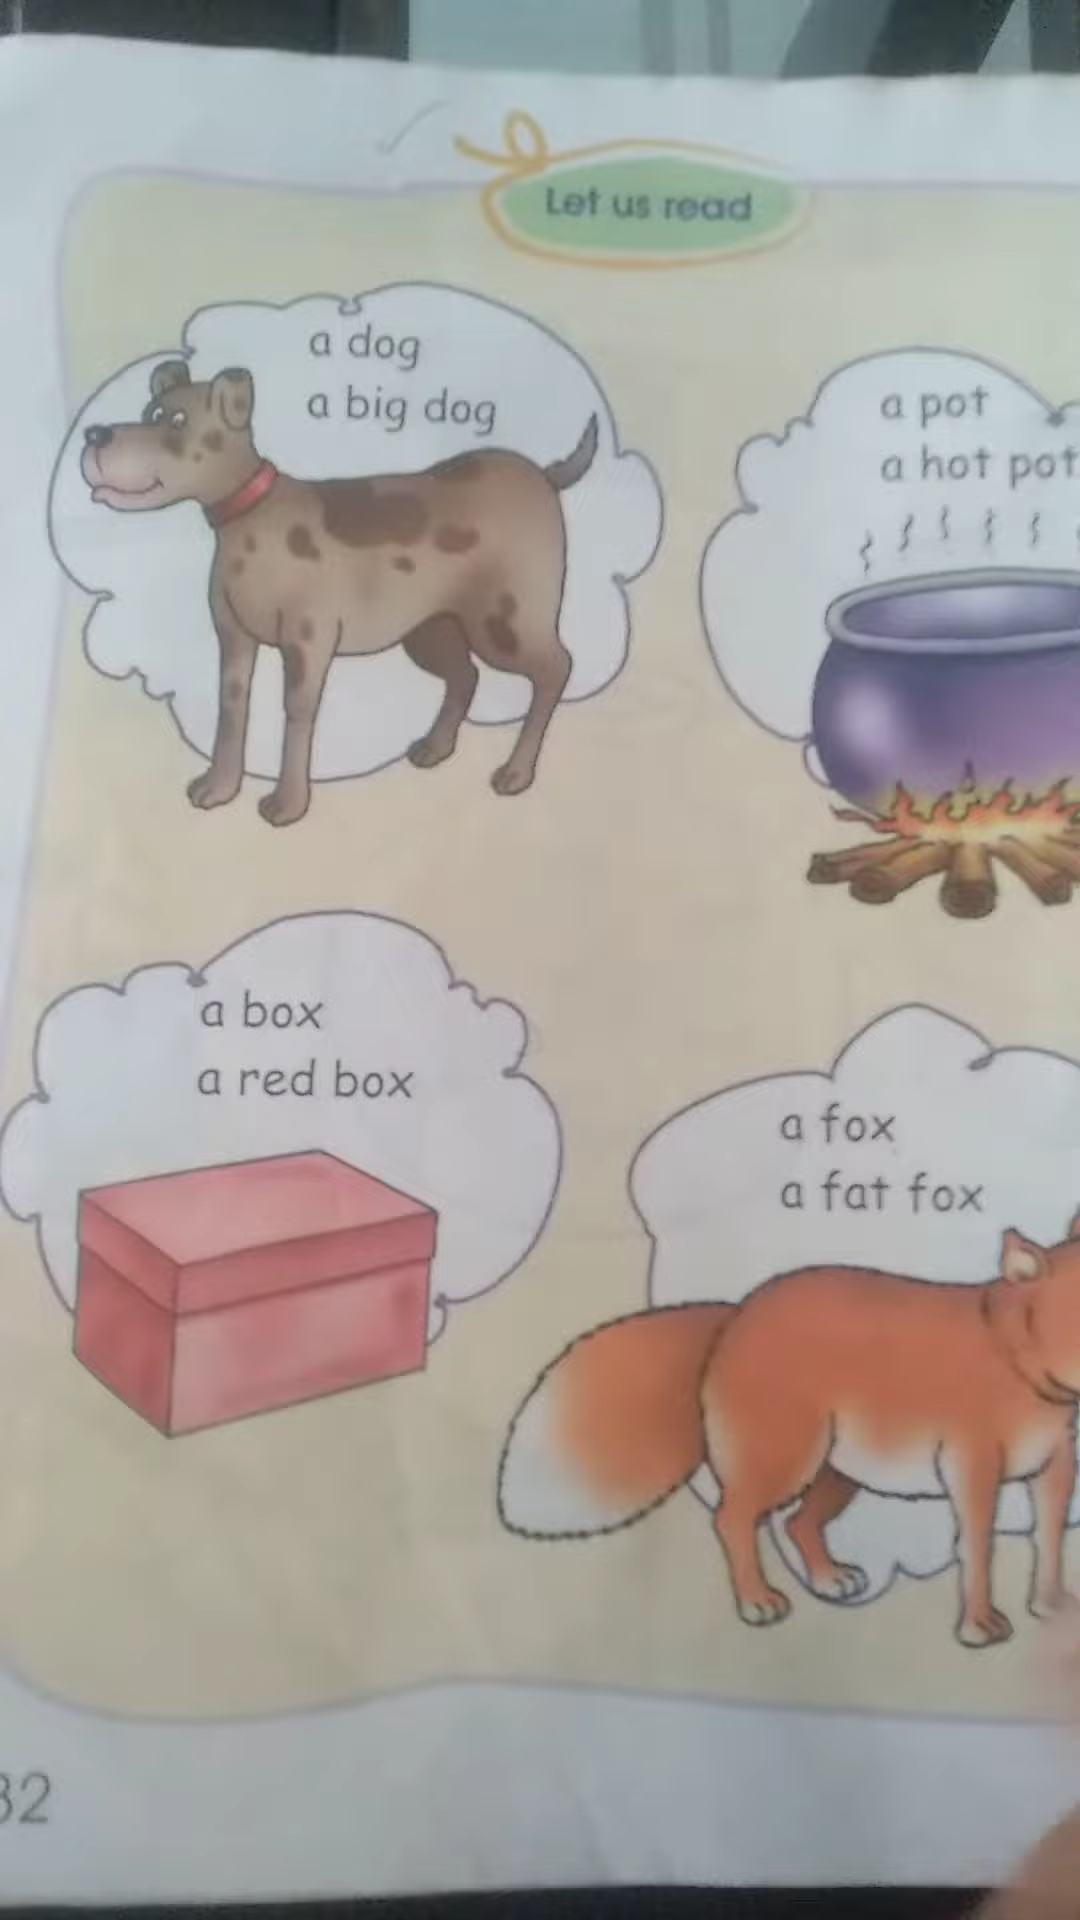 Let us read
a dog
a big dog
a pot
a hot pot
a box
a red box
a fox
a fat fox
32